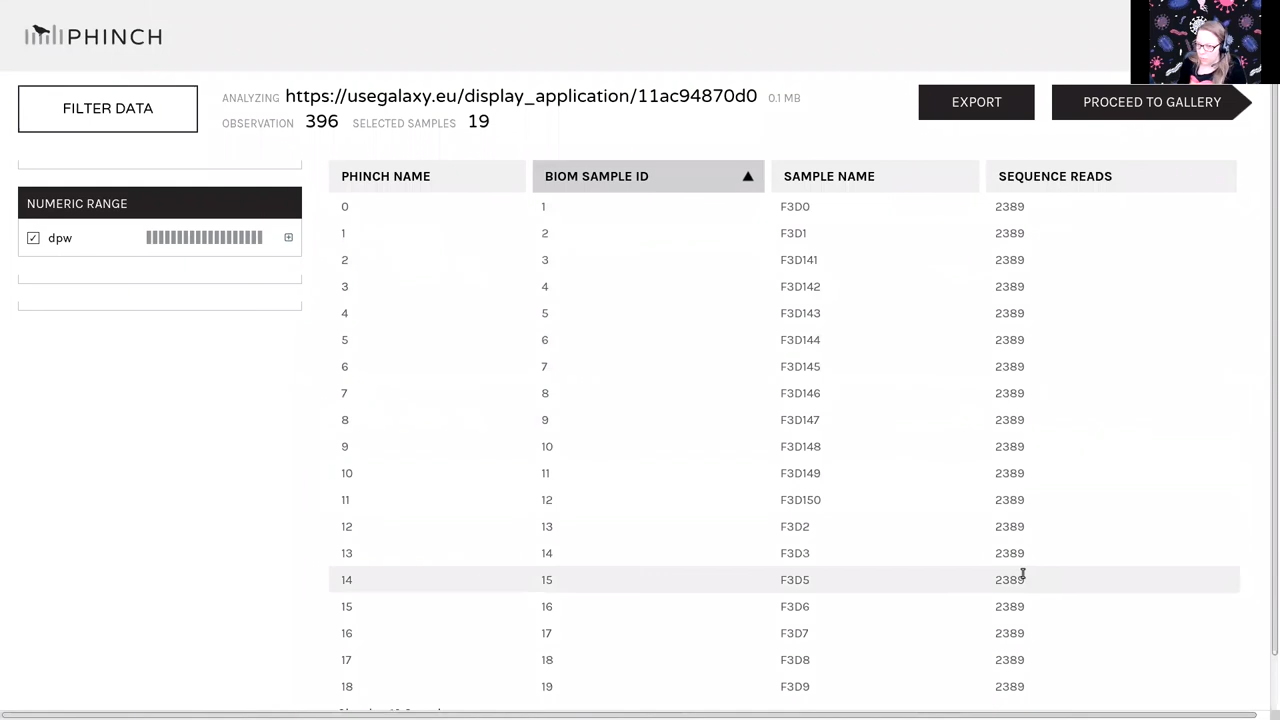 PHINCH
FILTER DATA
ANALYZING https://usegalaxy.eu/display_application/11ac94870d0 0.1 MB
OBSERVATION 396 SELECTED SAMPLES 19
EXPORT
PROCEED TO GALLERY
NUMERIC RANGE
dpw
PHINCH NAME BIOM SAMPLE ID SAMPLE NAME SEQUENCE READS
0 1 F3D0 2389
1 2 F3D1 2389
2 3 F3D141 2389
3 4 F3D142 2389
4 5 F3D143 2389
5 6 F3D144 2389
6 7 F3D145 2389
7 8 F3D146 2389
8 9 F3D147 2389
9 10 F3D148 2389
10 11 F3D149 2389
11 12 F3D150 2389
12 13 F3D2 2389
13 14 F3D3 2389
14 15 F3D5 2389
15 16 F3D6 2389
16 17 F3D7 2389
17 18 F3D8 2389
18 19 F3D9 2389